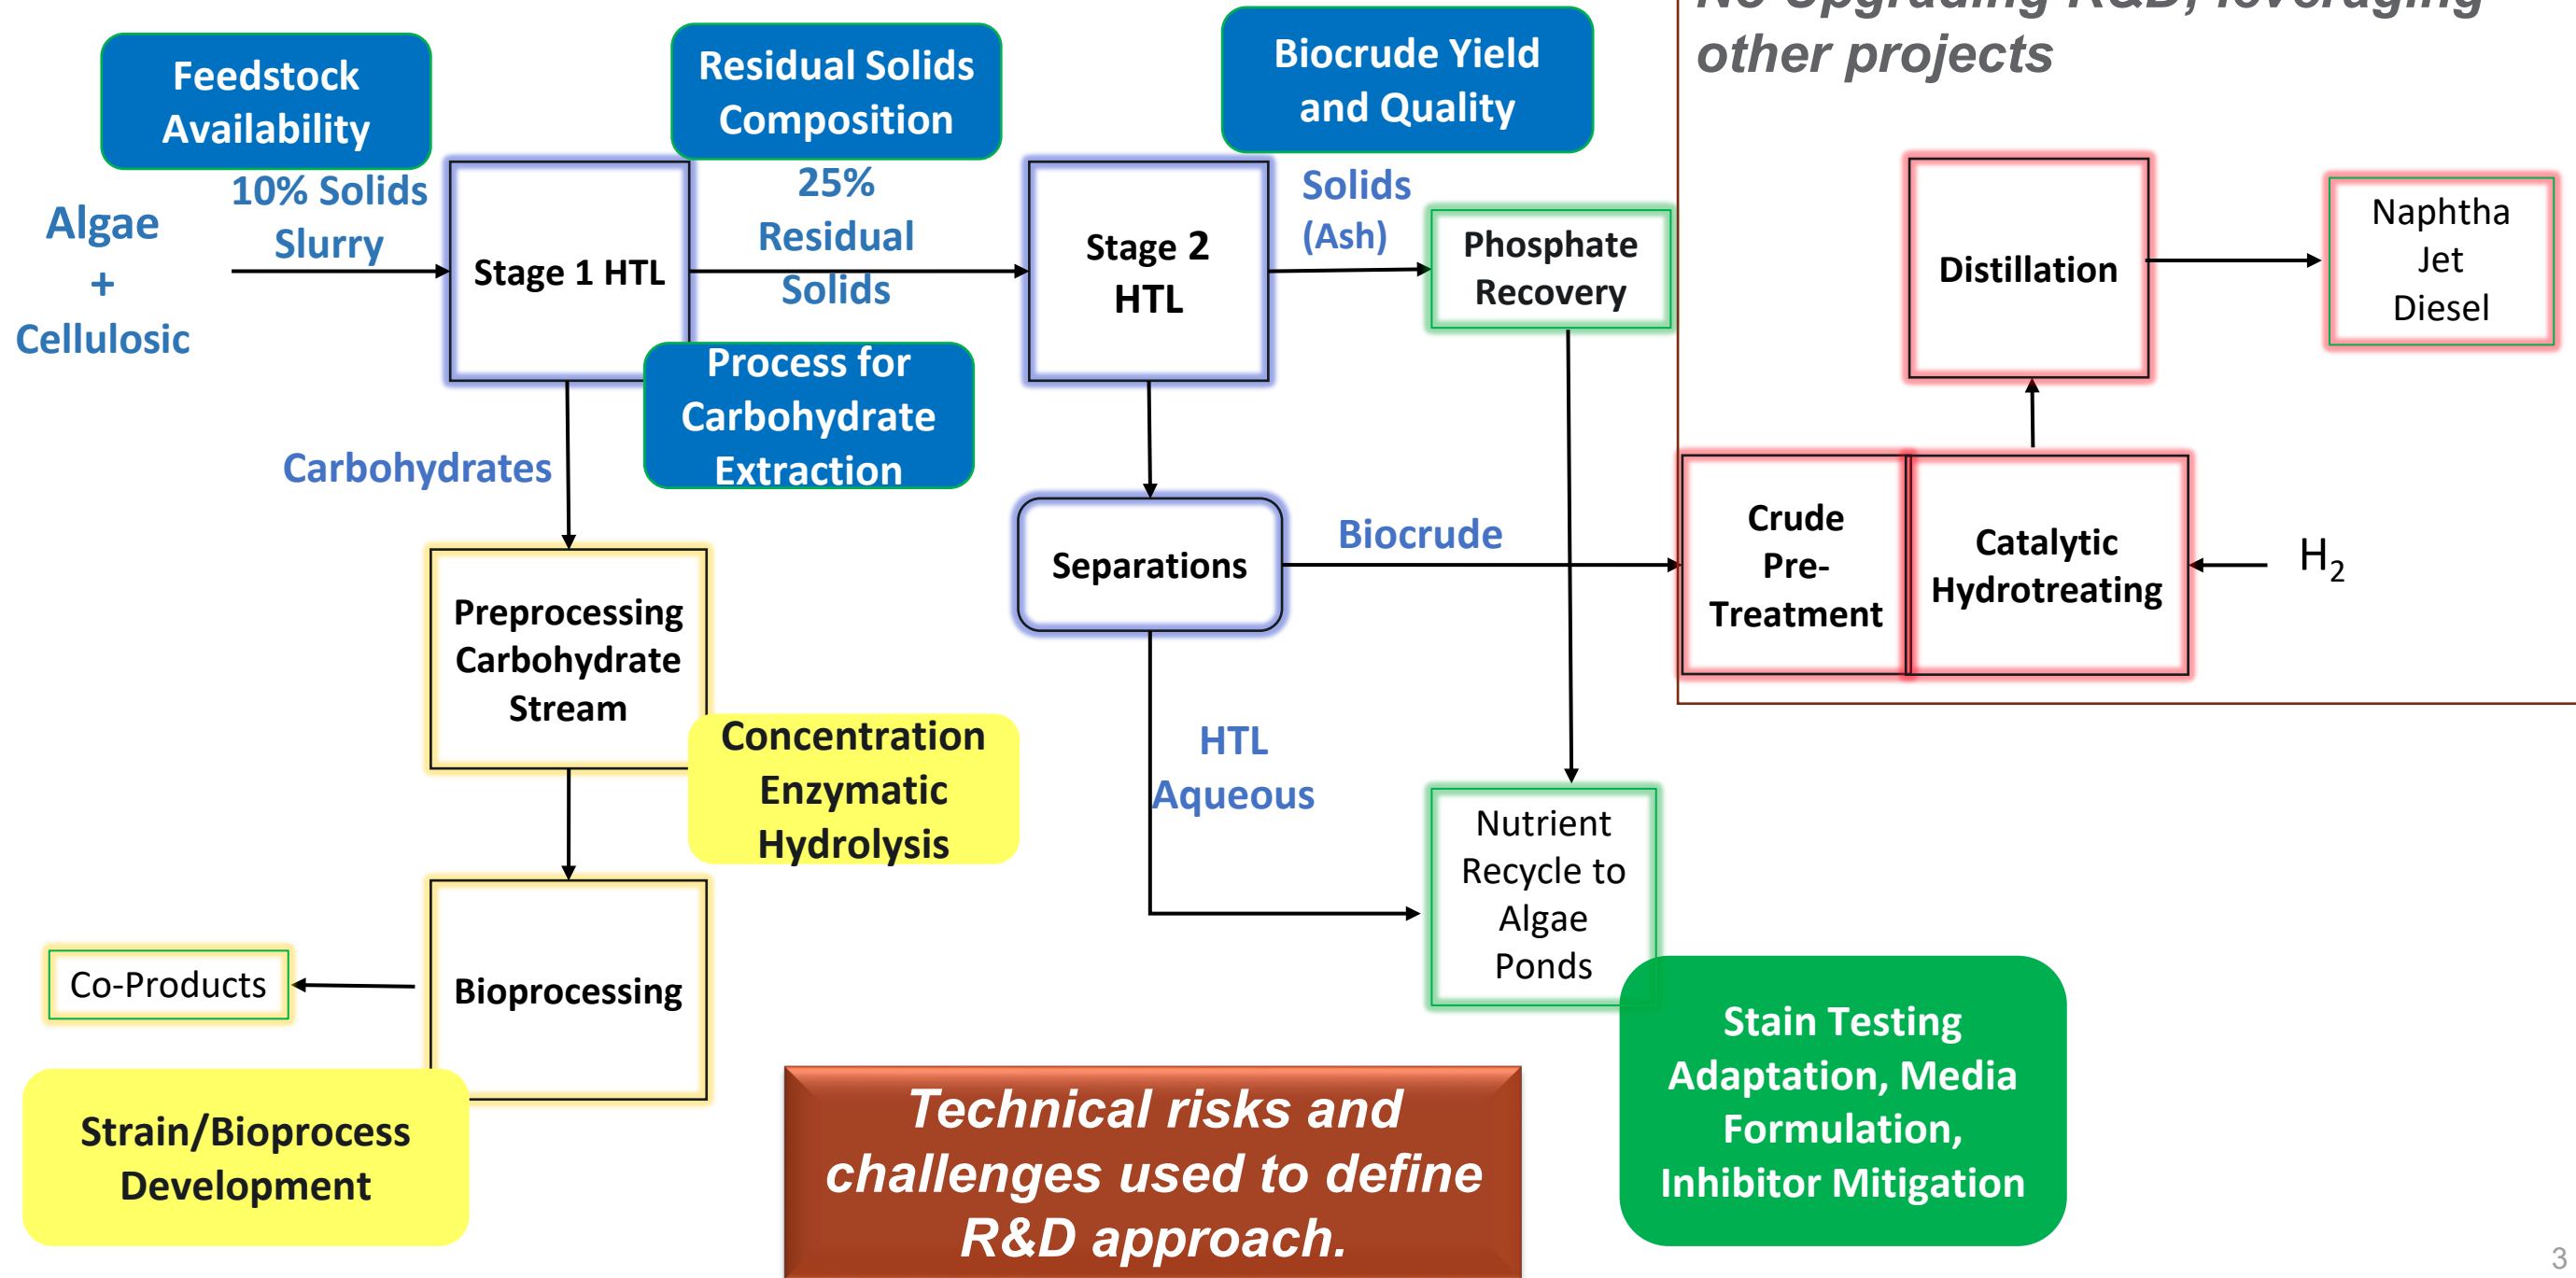 No Upgrading R&D, leveraging
other projects
Feedstock
Availability
Residual Solids
Composition
Biocrude Yield
and Quality
Algae
+
Cellulosic
10% Solids
Slurry
Stage 1 HTL
25%
Residual
Solids
Stage 2
HTL
Solids
(Ash)
Phosphate
Recovery
Distillation
Naphtha
Jet
Diesel
Process for
Carbohydrate
Extraction
Carbohydrates
Separations
Biocrude
Crude
Pre-
Treatment
Catalytic
Hydrotreating
H₂
Preprocessing
Carbohydrate
Stream
Concentration
Enzymatic
Hydrolysis
HTL
Aqueous
Nutrient
Recycle to
Algae
Ponds
Co-Products
Bioprocessing
Strain/Bioprocess
Development
Technical risks and
challenges used to define
R&D approach.
Stain Testing
Adaptation, Media
Formulation,
Inhibitor Mitigation
3